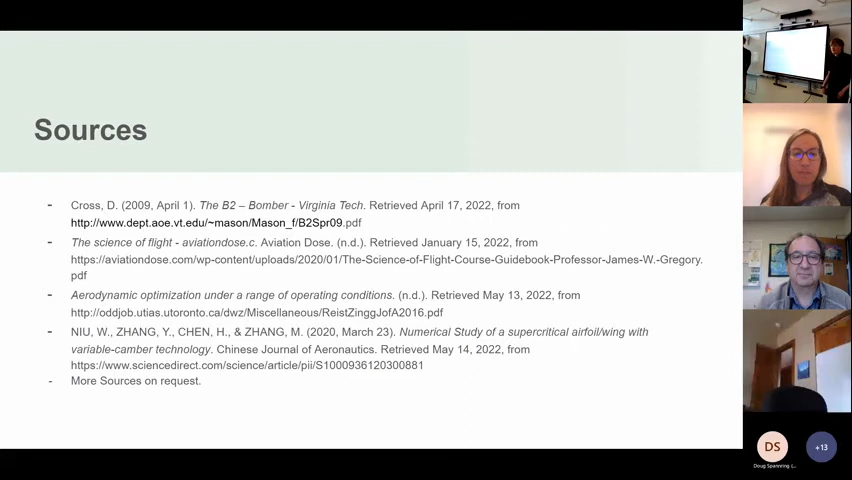 Sources
- Cross, D. (2009, April 1). The B2 – Bomber - Virginia Tech. Retrieved April 17, 2022, from
http://www.dept.aoe.vt.edu/~mason/Mason_f/B2Spr09.pdf
- The science of flight - aviationdose.c. Aviation Dose. (n.d.). Retrieved January 15, 2022, from
https://aviationdose.com/wp-content/uploads/2020/01/The-Science-of-Flight-Course-Guidebook-Professor-James-W.-Gregory.
pdf
- Aerodynamic optimization under a range of operating conditions. (n.d.). Retrieved May 13, 2022, from
http://oddjob.utias.utoronto.ca/dwz/Miscellaneous/ReistZinggJofA2016.pdf
- NIU, W., ZHANG, Y., CHEN, H., & ZHANG, M. (2020, March 23). Numerical Study of a supercritical airfoil/wing with
variable-camber technology. Chinese Journal of Aeronautics. Retrieved May 14, 2022, from
https://www.sciencedirect.com/science/article/pii/S1000936120300881
- More Sources on request.
DS
+13
Doug Spanning (...